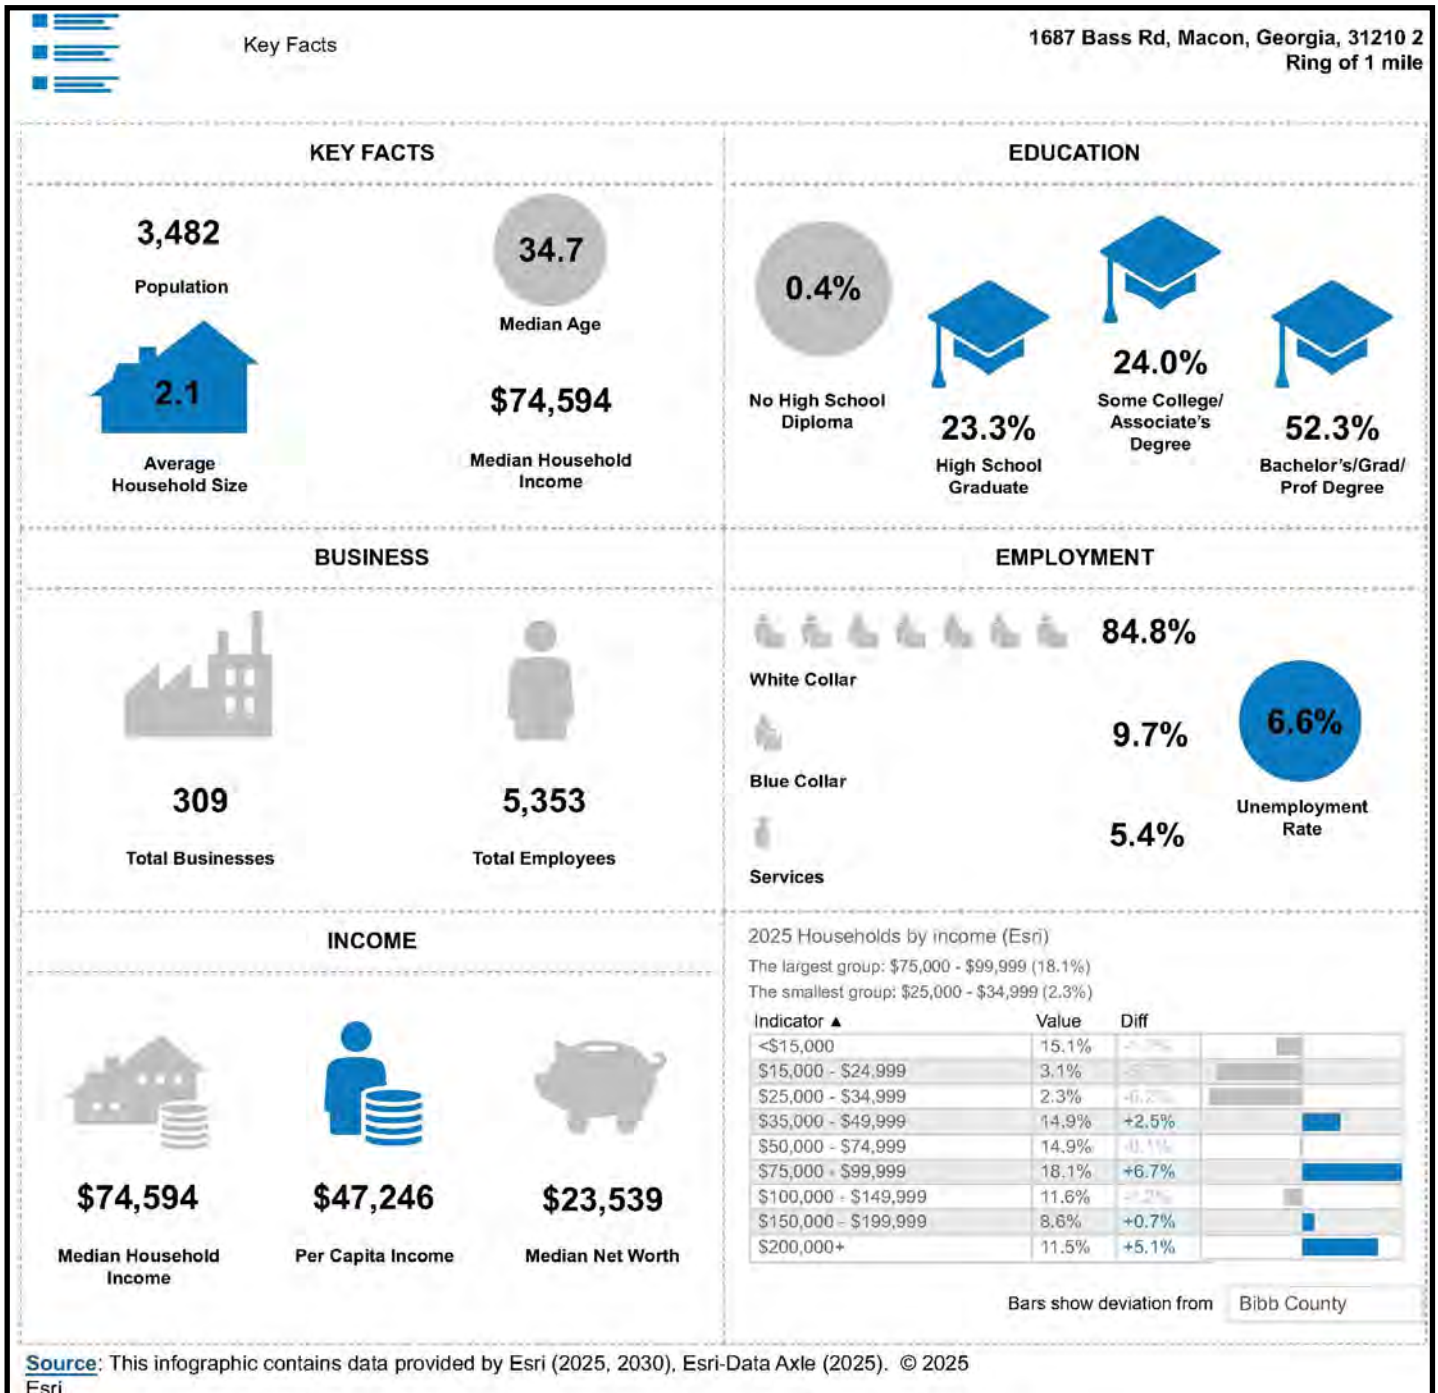 Key Facts
1687 Bass Rd, Macon, Georgia, 31210 2
Ring of 1 mile
KEY FACTS
3,482
Population
34.7
Median Age
2.1
Average
Household Size
$74,594
Median Household
Income
EDUCATION
0.4%
No High School
Diploma
23.3%
High School
Graduate
24.0%
Some College/
Associate's
Degree
52.3%
Bachelor's/Grad/
Prof Degree
BUSINESS
309
Total Businesses
5,353
Total Employees
EMPLOYMENT
84.8%
White Collar
9.7%
Blue Collar
5.4%
Services
6.6%
Unemployment
Rate
INCOME
$74,594
Median Household
Income
$47,246
Per Capita Income
$23,539
Median Net Worth
2025 Households by income (Esri)
The largest group: $75,000 - $99,999 (18.1%)
The smallest group: $25,000 - $34,999 (2.3%)
Indicator ▲ Value Diff
<$15,000 15.1%
$15,000 - $24,999 3.1%
$25,000 - $34,999 2.3% -6.2%
$35,000 - $49,999 14.9% +2.5%
$50,000 - $74,999 14.9% -0.1%
$75,000 - $99,999 18.1% +6.7%
$100,000 - $149,999 11.6% -1.2%
$150,000 - $199,999 8.6% +0.7%
$200,000+ 11.5% +5.1%
Bars show deviation from Bibb County
Source: This infographic contains data provided by Esri (2025, 2030), Esri-Data Axle (2025). © 2025
Esri